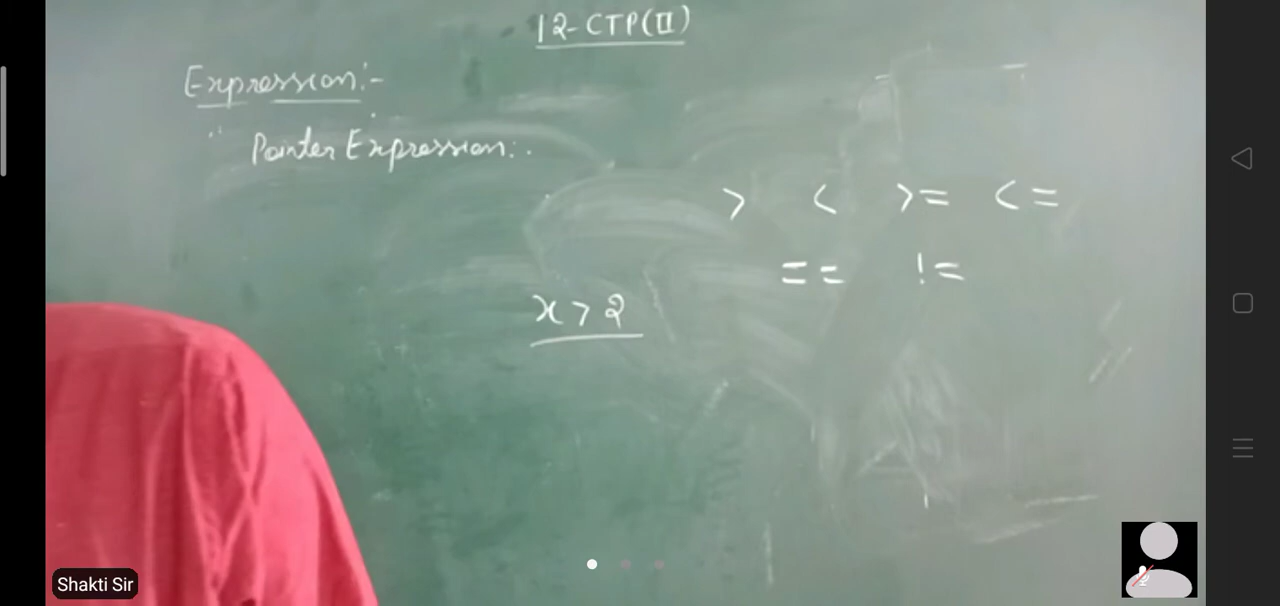 12-CTP(II)
Expression:-
Pointer Expression:.
> < >= <=
== !=
x > 2
Shakti Sir